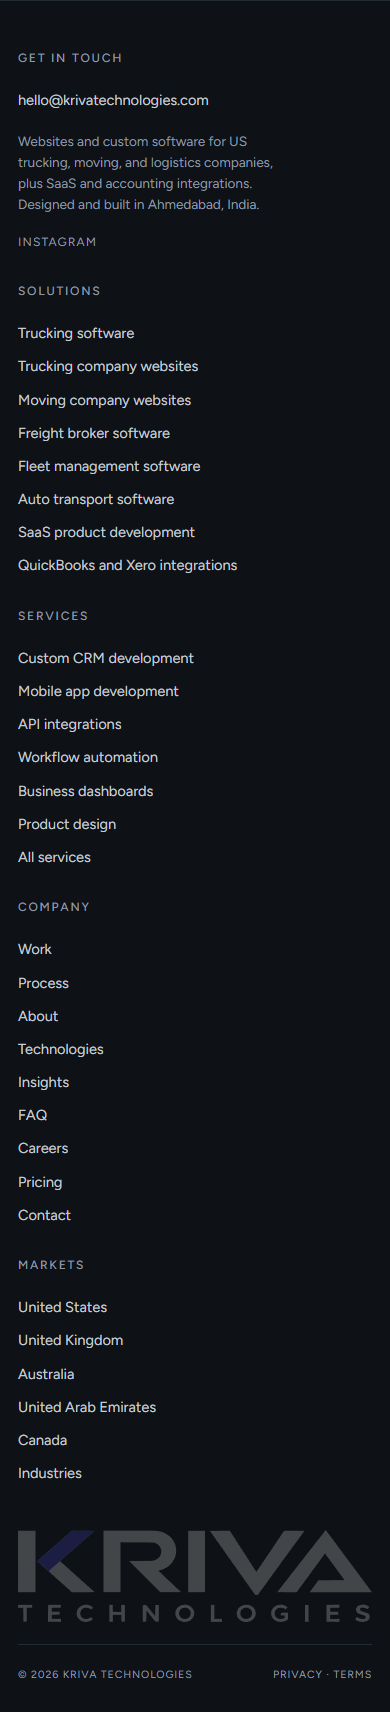 GET IN TOUCH
hello@krivatechnologies.com
Websites and custom software for US
trucking, moving, and logistics companies,
plus SaaS and accounting integrations.
Designed and built in Ahmedabad, India.
INSTAGRAM
SOLUTIONS
Trucking software
Trucking company websites
Moving company websites
Freight broker software
Fleet management software
Auto transport software
SaaS product development
QuickBooks and Xero integrations
SERVICES
Custom CRM development
Mobile app development
API integrations
Workflow automation
Business dashboards
Product design
All services
COMPANY
Work
Process
About
Technologies
Insights
FAQ
Careers
Pricing
Contact
MARKETS
United States
United Kingdom
Australia
United Arab Emirates
Canada
Industries
KRIVA
TECHNOLOGIES
© 2026 KRIVA TECHNOLOGIES PRIVACY · TERMS